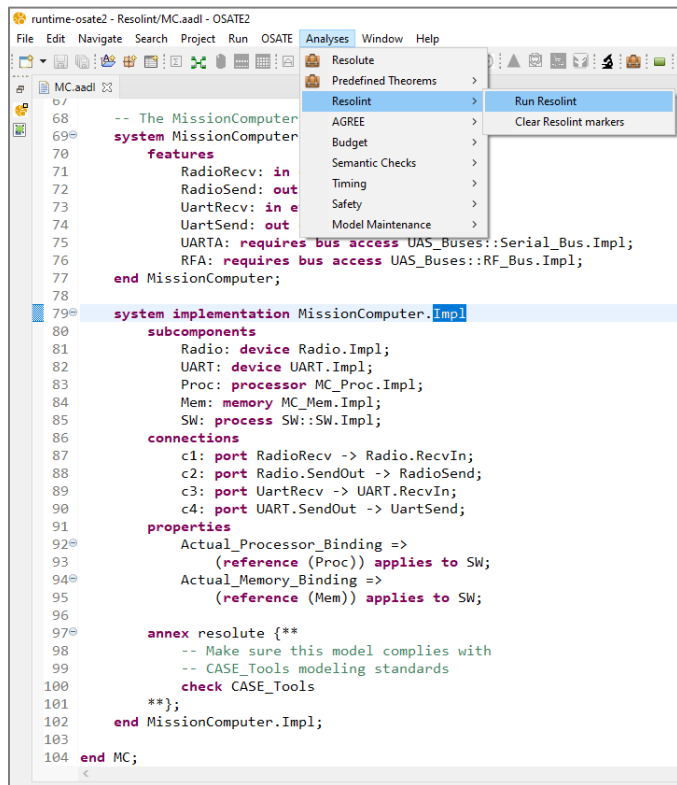 runtime-osate2 - Resolint/MC.aadl - OSATE2
File Edit Navigate Search Project Run OSATE Analyses Window Help
Resolute
Predefined Theorems >
Resolint >
Run Resolint
Clear Resolint markers
AGREE >
Budget >
Semantic Checks >
Timing >
Safety >
Model Maintenance >
MC.aadl
67
68 -- The MissionComputer
69 system MissionComputer
70 features
71 RadioRecv: in
72 RadioSend: out
73 UartRecv: in e
74 UartSend: out
75 UARTA: requires bus access UAS_Buses::Serial_Bus.Impl;
76 RFA: requires bus access UAS_Buses::RF_Bus.Impl;
77 end MissionComputer;
78
79 system implementation MissionComputer.Impl
80 subcomponents
81 Radio: device Radio.Impl;
82 UART: device UART.Impl;
83 Proc: processor MC_Proc.Impl;
84 Mem: memory MC_Mem.Impl;
85 SW: process SW::SW.Impl;
86 connections
87 c1: port RadioRecv -> Radio.RecvIn;
88 c2: port Radio.SendOut -> RadioSend;
89 c3: port UartRecv -> UART.RecvIn;
90 c4: port UART.SendOut -> UartSend;
91 properties
92 Actual_Processor_Binding =>
93 (reference (Proc)) applies to SW;
94 Actual_Memory_Binding =>
95 (reference (Mem)) applies to SW;
96
97 annex resolute {**
98 -- Make sure this model complies with
99 -- CASE_Tools modeling standards
100 check CASE_Tools
101 **};
102 end MissionComputer.Impl;
103
104 end MC;